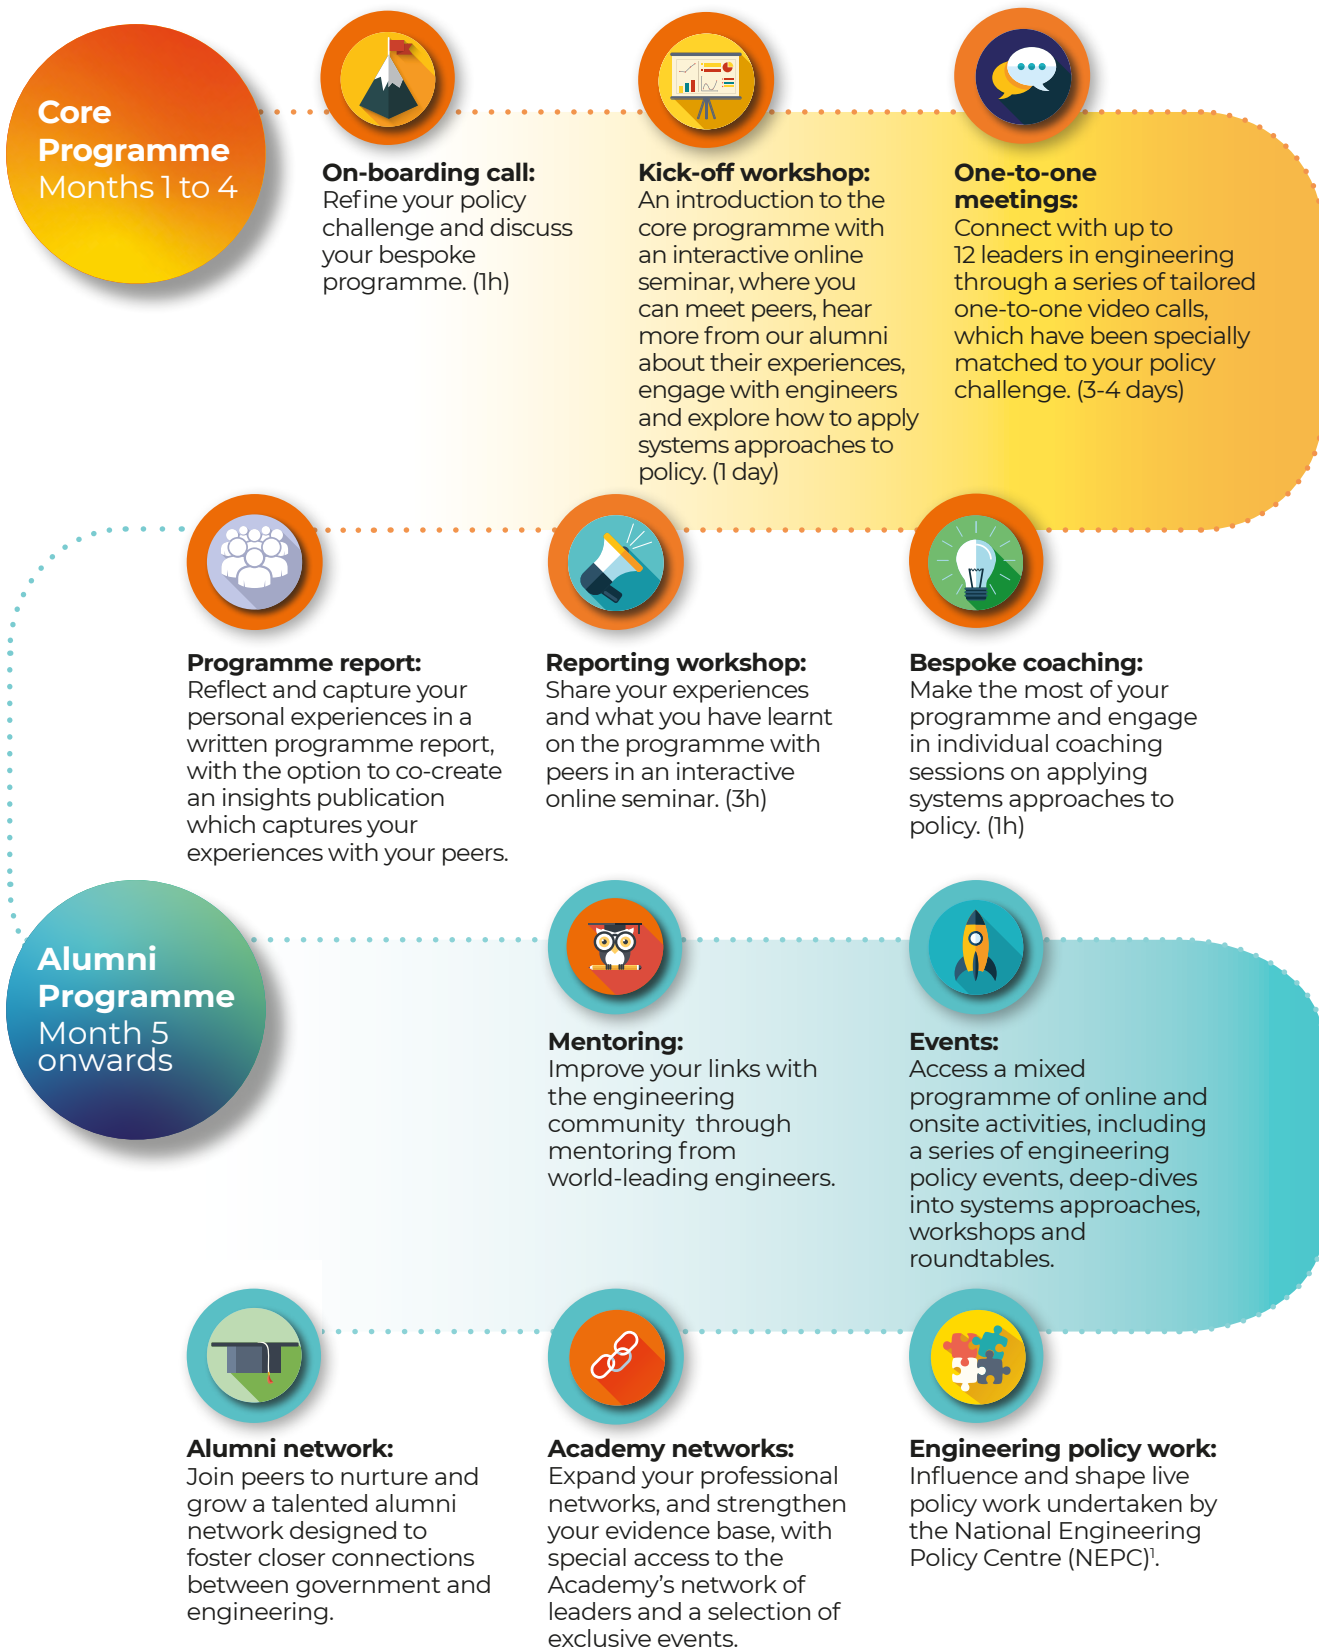 Core
Programme
Months 1 to 4
On-boarding call:
Refine your policy
challenge and discuss
your bespoke
programme. (1h)
Kick-off workshop:
An introduction to the
core programme with
an interactive online
seminar, where you
can meet peers, hear
more from our alumni
about their experiences,
engage with engineers
and explore how to apply
systems approaches to
policy. (1 day)
One-to-one
meetings:
Connect with up to
12 leaders in engineering
through a series of tailored
one-to-one video calls,
which have been specially
matched to your policy
challenge. (3-4 days)
Programme report:
Reflect and capture your
personal experiences in a
written programme report,
with the option to co-create
an insights publication
which captures your
experiences with your peers.
Reporting workshop:
Share your experiences
and what you have learnt
on the programme with
peers in an interactive
online seminar. (3h)
Bespoke coaching:
Make the most of your
programme and engage
in individual coaching
sessions on applying
systems approaches to
policy. (1h)
Alumni
Programme
Month 5
onwards
Mentoring:
Improve your links with
the engineering
community  through
mentoring from
world-leading engineers.
Events:
Access a mixed
programme of online and
onsite activities, including
a series of engineering
policy events, deep-dives
into systems approaches,
workshops and
roundtables.
Alumni network:
Join peers to nurture and
grow a talented alumni
network designed to
foster closer connections
between government and
engineering.
Academy networks:
Expand your professional
networks, and strengthen
your evidence base, with
special access to the
Academy’s network of
leaders and a selection of
exclusive events.
Engineering policy work:
Influence and shape live
policy work undertaken by
the National Engineering
Policy Centre (NEPC)¹.